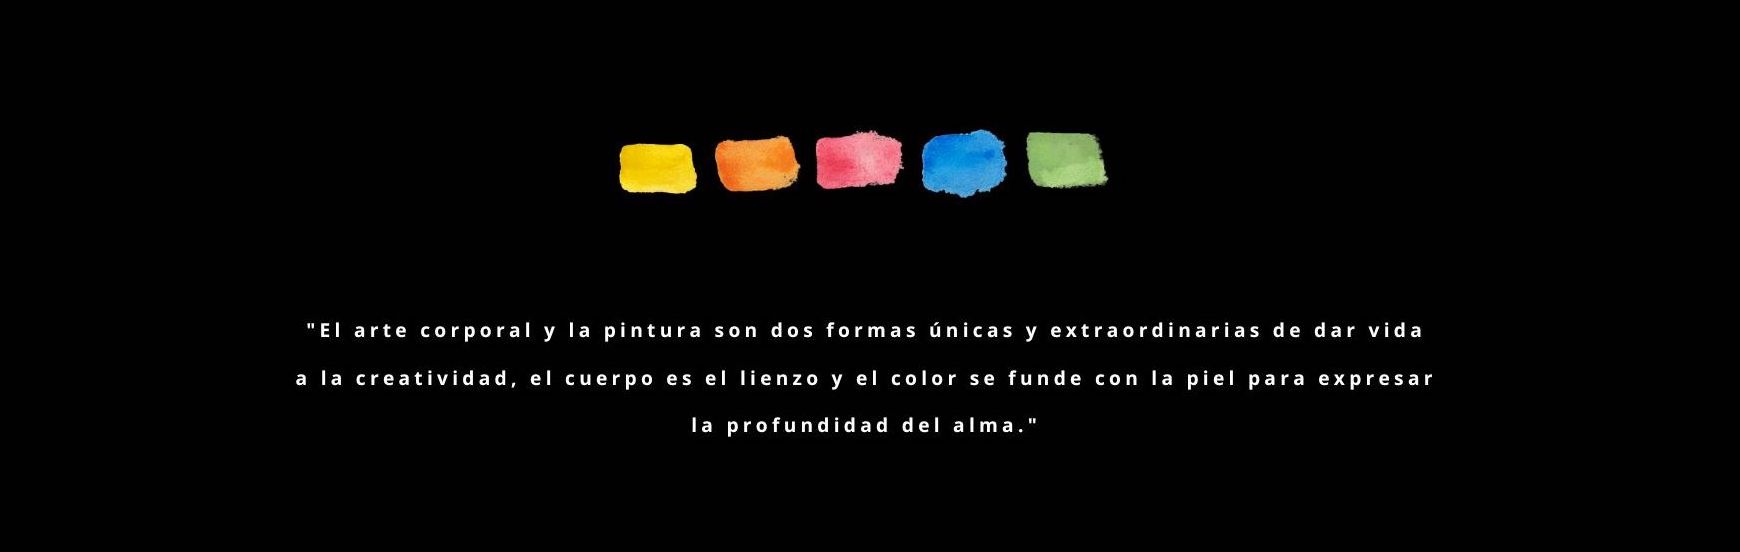 "El arte corporal y la pintura son dos formas únicas y extraordinarias de dar vida
a la creatividad, el cuerpo es el lienzo y el color se funde con la piel para expresar
la profundidad del alma."